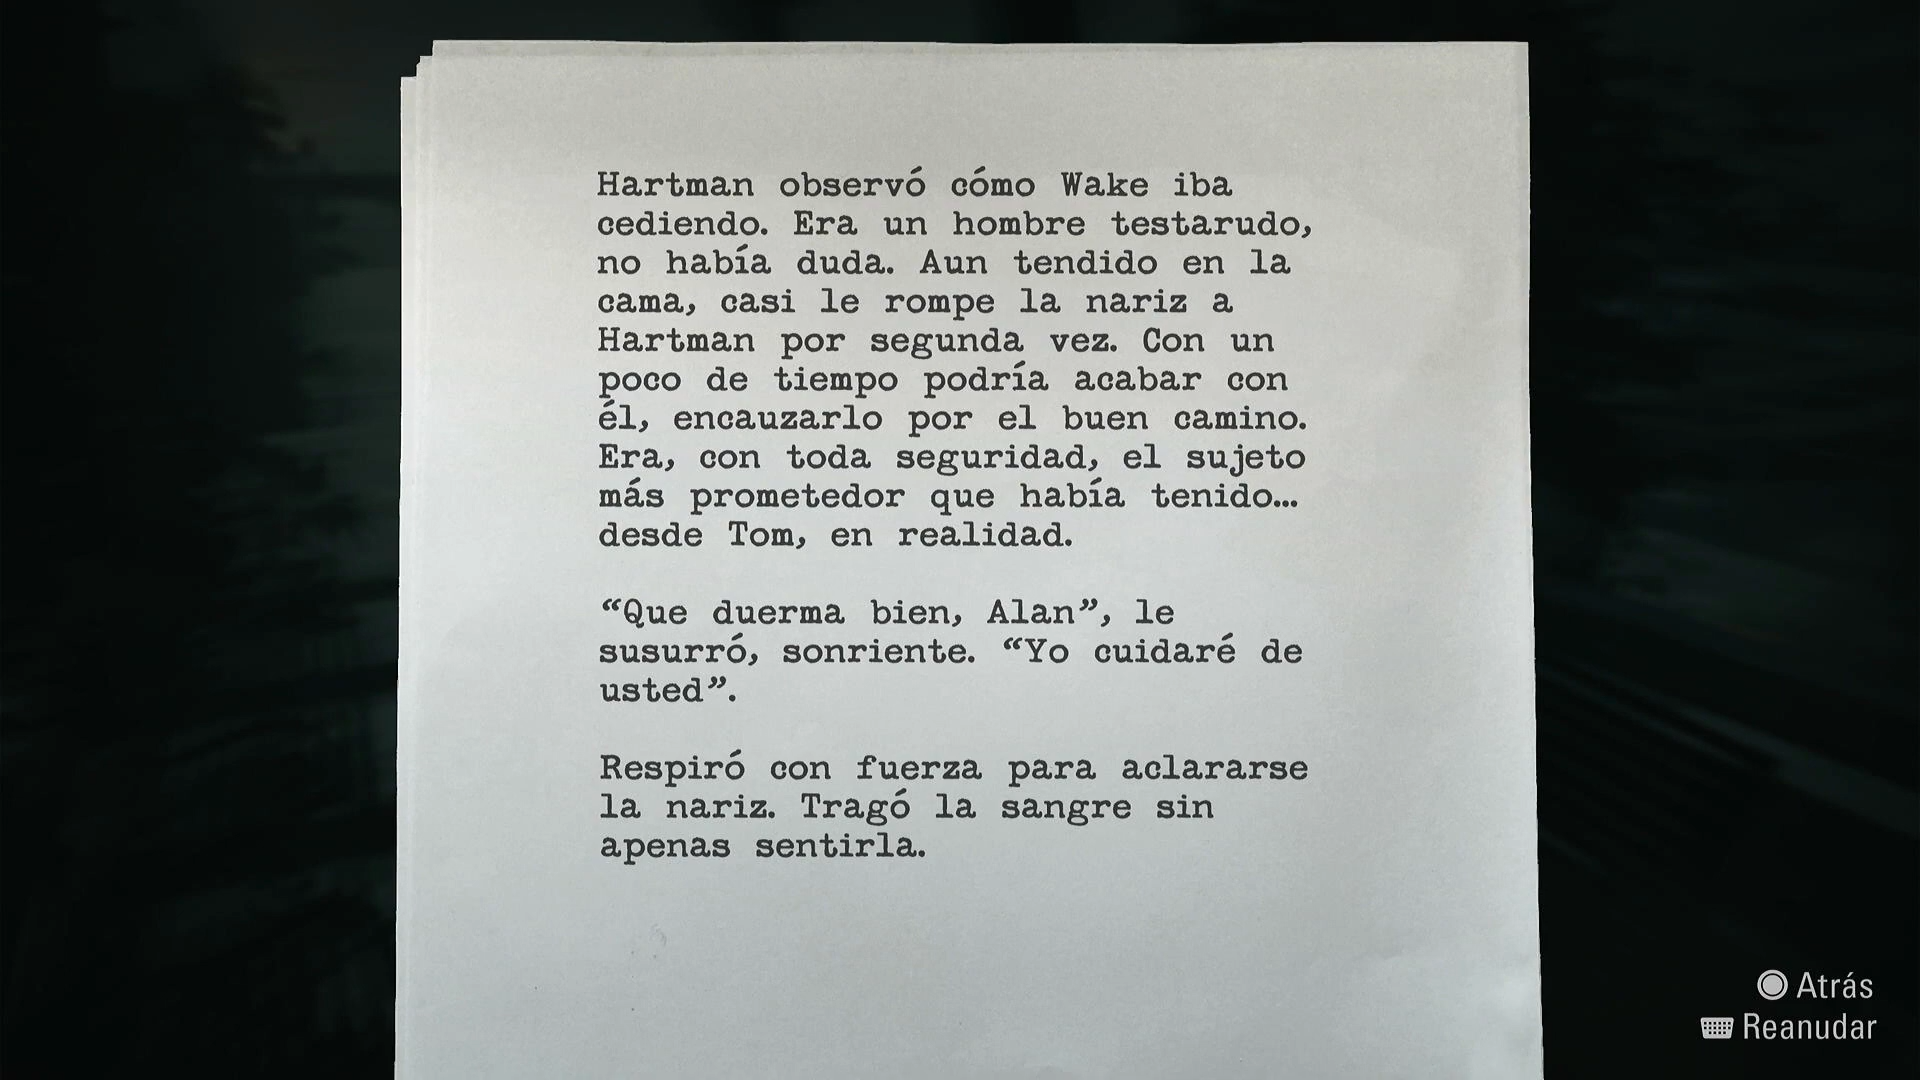 Hartman observó cómo Wake iba
cediendo. Era un hombre testarudo,
no había duda. Aun tendido en la
cama, casi le rompe la nariz a
Hartman por segunda vez. Con un
poco de tiempo podría acabar con
él, encauzarlo por el buen camino.
Era, con toda seguridad, el sujeto
más prometedor que había tenido…
desde Tom, en realidad.

“Que duerma bien, Alan”, le
susurró, sonriente. “Yo cuidaré de
usted”.

Respiró con fuerza para aclararse
la nariz. Tragó la sangre sin
apenas sentirla.

Atrás
Reanudar